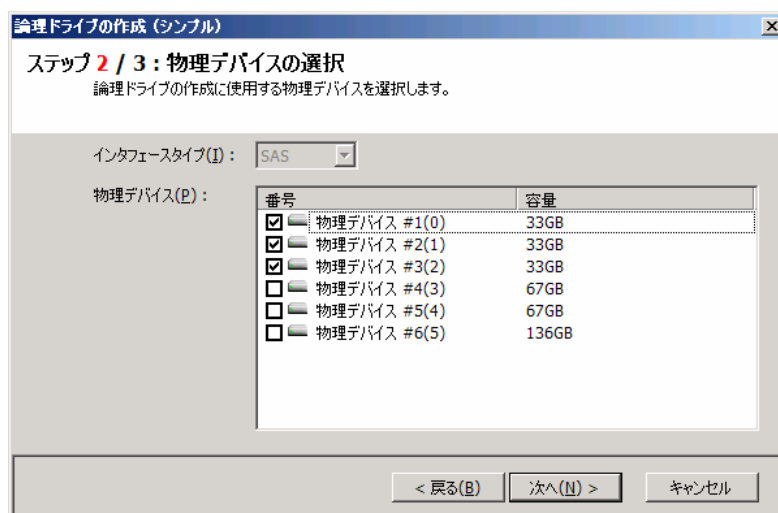 論理ドライブの作成（シンプル）
ステップ 2 / 3 : 物理デバイスの選択
論理ドライブの作成に使用する物理デバイスを選択します。
インタフェースタイプ(I) : SAS
物理デバイス(P) :
番号 容量
物理デバイス #1(0) 33GB
物理デバイス #2(1) 33GB
物理デバイス #3(2) 33GB
物理デバイス #4(3) 67GB
物理デバイス #5(4) 67GB
物理デバイス #6(5) 136GB
< 戻る(B) 次へ(N) > キャンセル